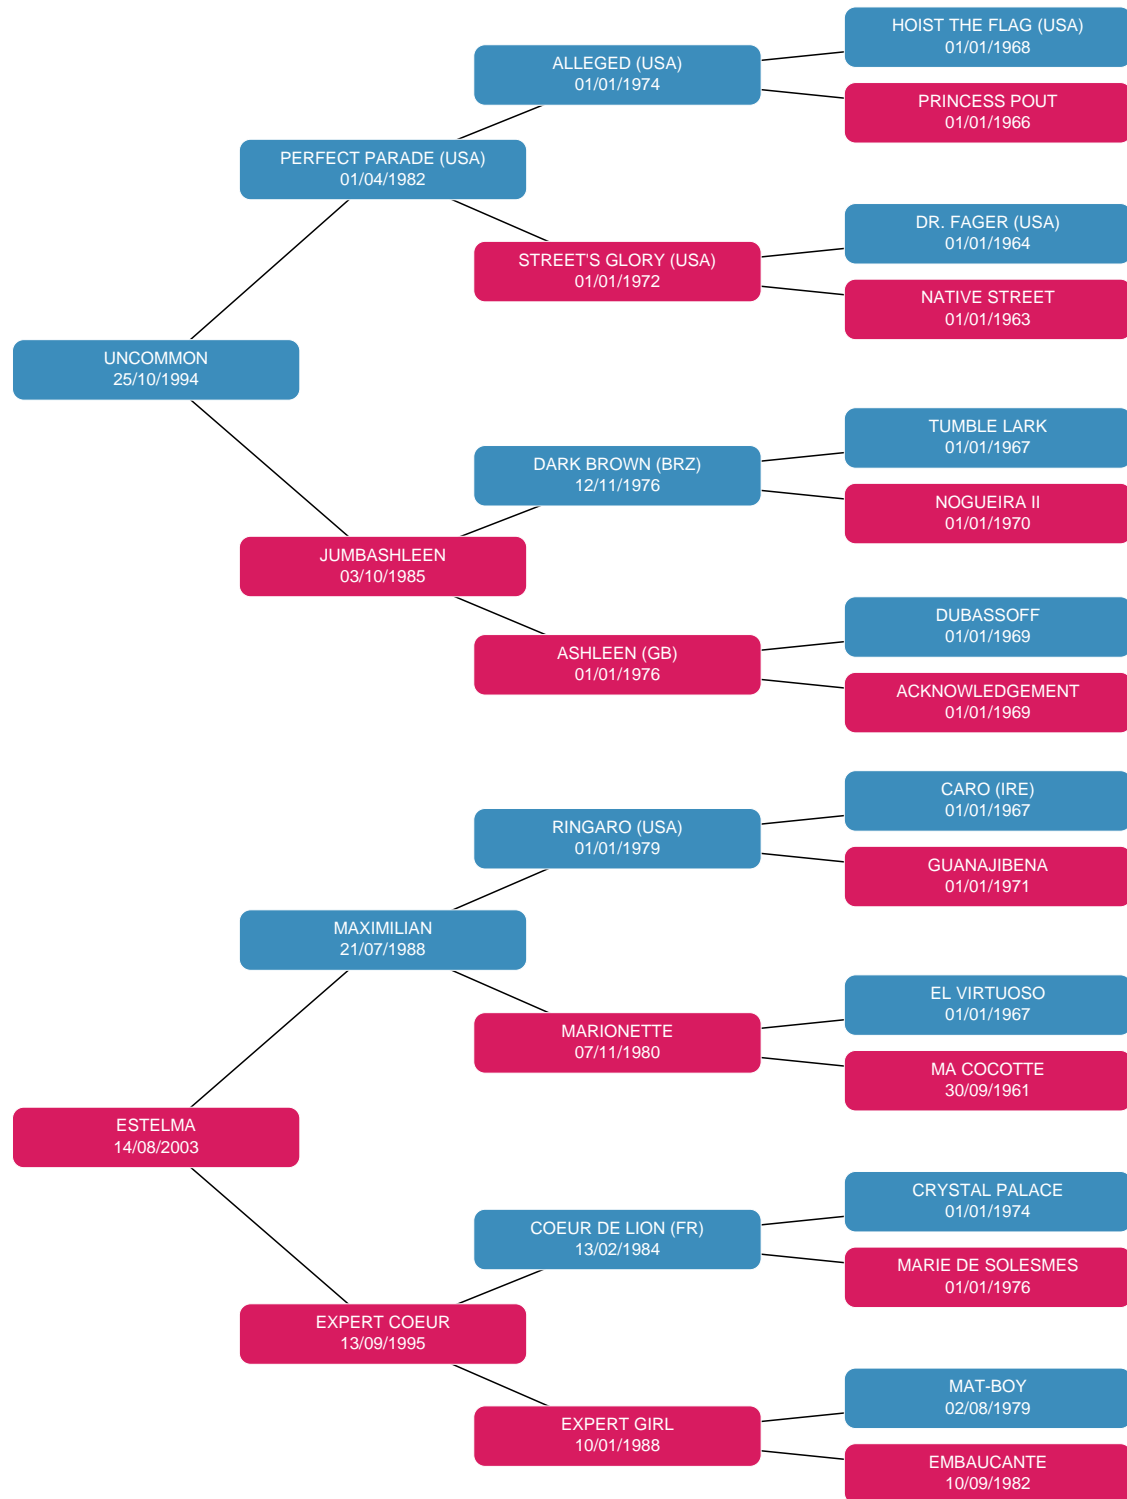 HOIST THE FLAG (USA)
01/01/1968
ALLEGED (USA)
01/01/1974
PRINCESS POUT
01/01/1966
PERFECT PARADE (USA)
01/04/1982
DR. FAGER (USA)
01/01/1964
STREET'S GLORY (USA)
01/01/1972
NATIVE STREET
01/01/1963
UNCOMMON
25/10/1994
TUMBLE LARK
01/01/1967
DARK BROWN (BRZ)
12/11/1976
NOGUEIRA II
01/01/1970
JUMBASHLEEN
03/10/1985
DUBASSOFF
01/01/1969
ASHLEEN (GB)
01/01/1976
ACKNOWLEDGEMENT
01/01/1969
CARO (IRE)
01/01/1967
RINGARO (USA)
01/01/1979
GUANAJIBENA
01/01/1971
MAXIMILIAN
21/07/1988
EL VIRTUOSO
01/01/1967
MARIONETTE
07/11/1980
MA COCOTTE
30/09/1961
ESTELMA
14/08/2003
CRYSTAL PALACE
01/01/1974
COEUR DE LION (FR)
13/02/1984
MARIE DE SOLESMES
01/01/1976
EXPERT COEUR
13/09/1995
MAT-BOY
02/08/1979
EXPERT GIRL
10/01/1988
EMBAUCANTE
10/09/1982